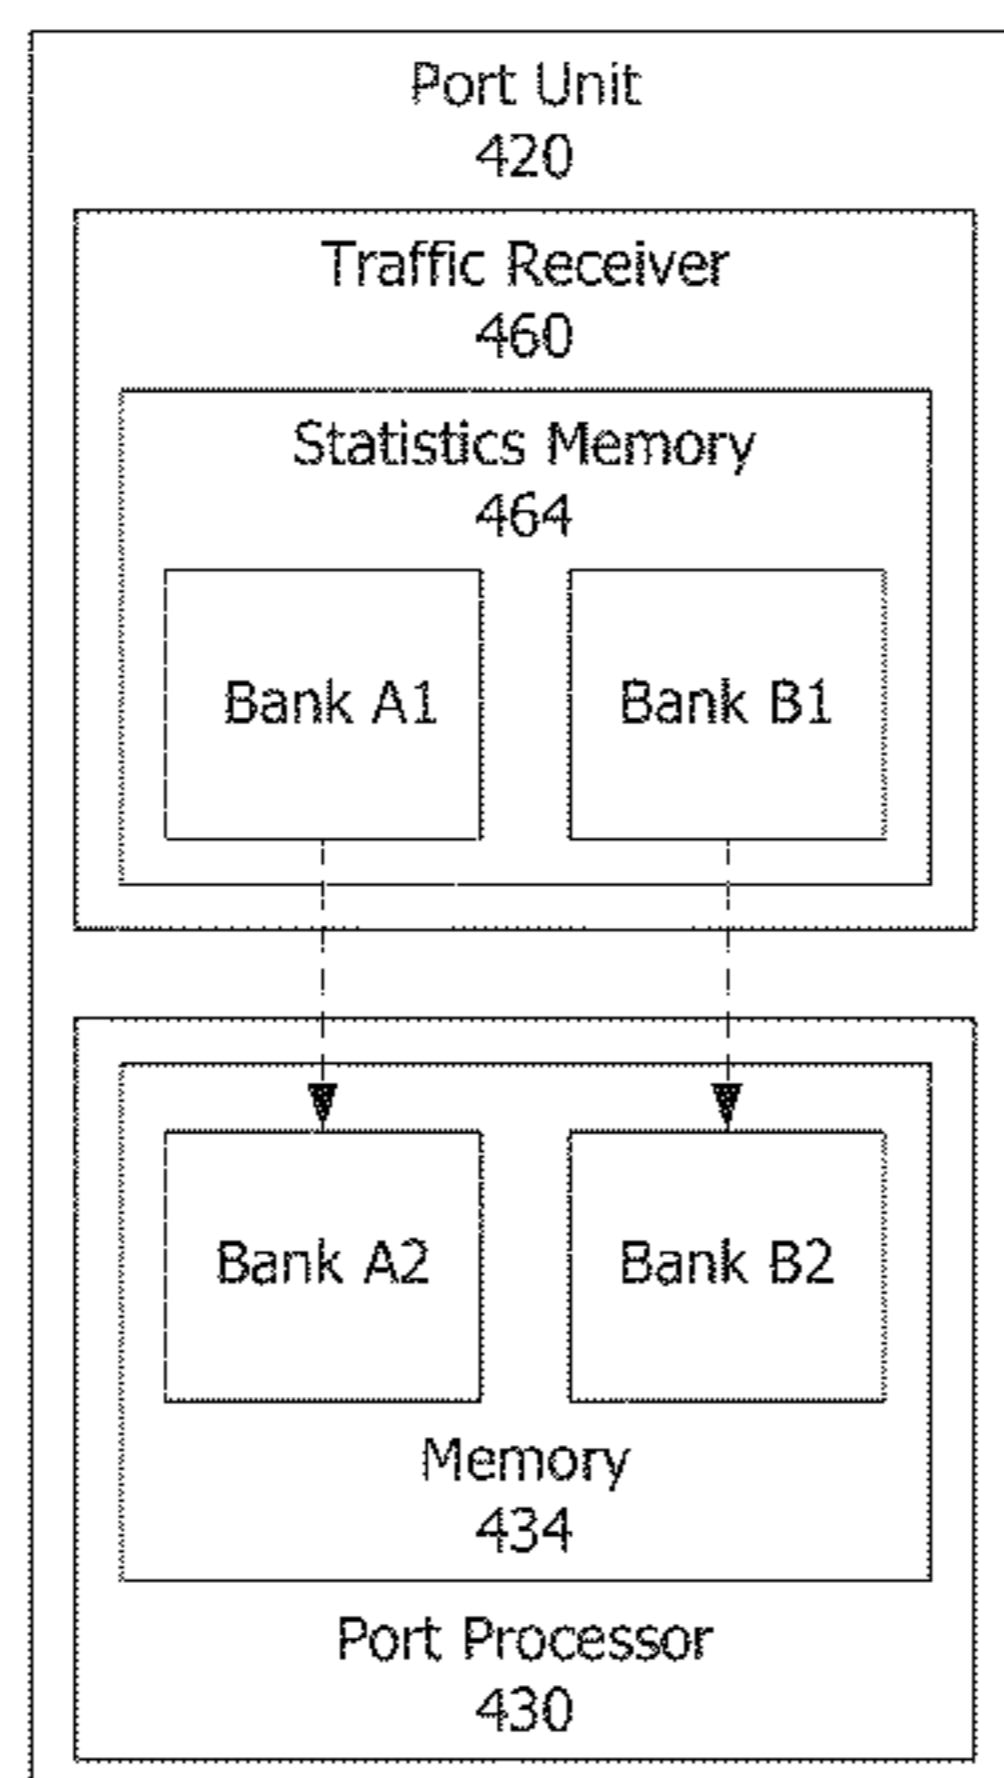 Port Unit
420
Traffic Receiver
460
Statistics Memory
464
Bank A1
Bank B1
Bank A2
Bank B2
Memory
434
Port Processor
430